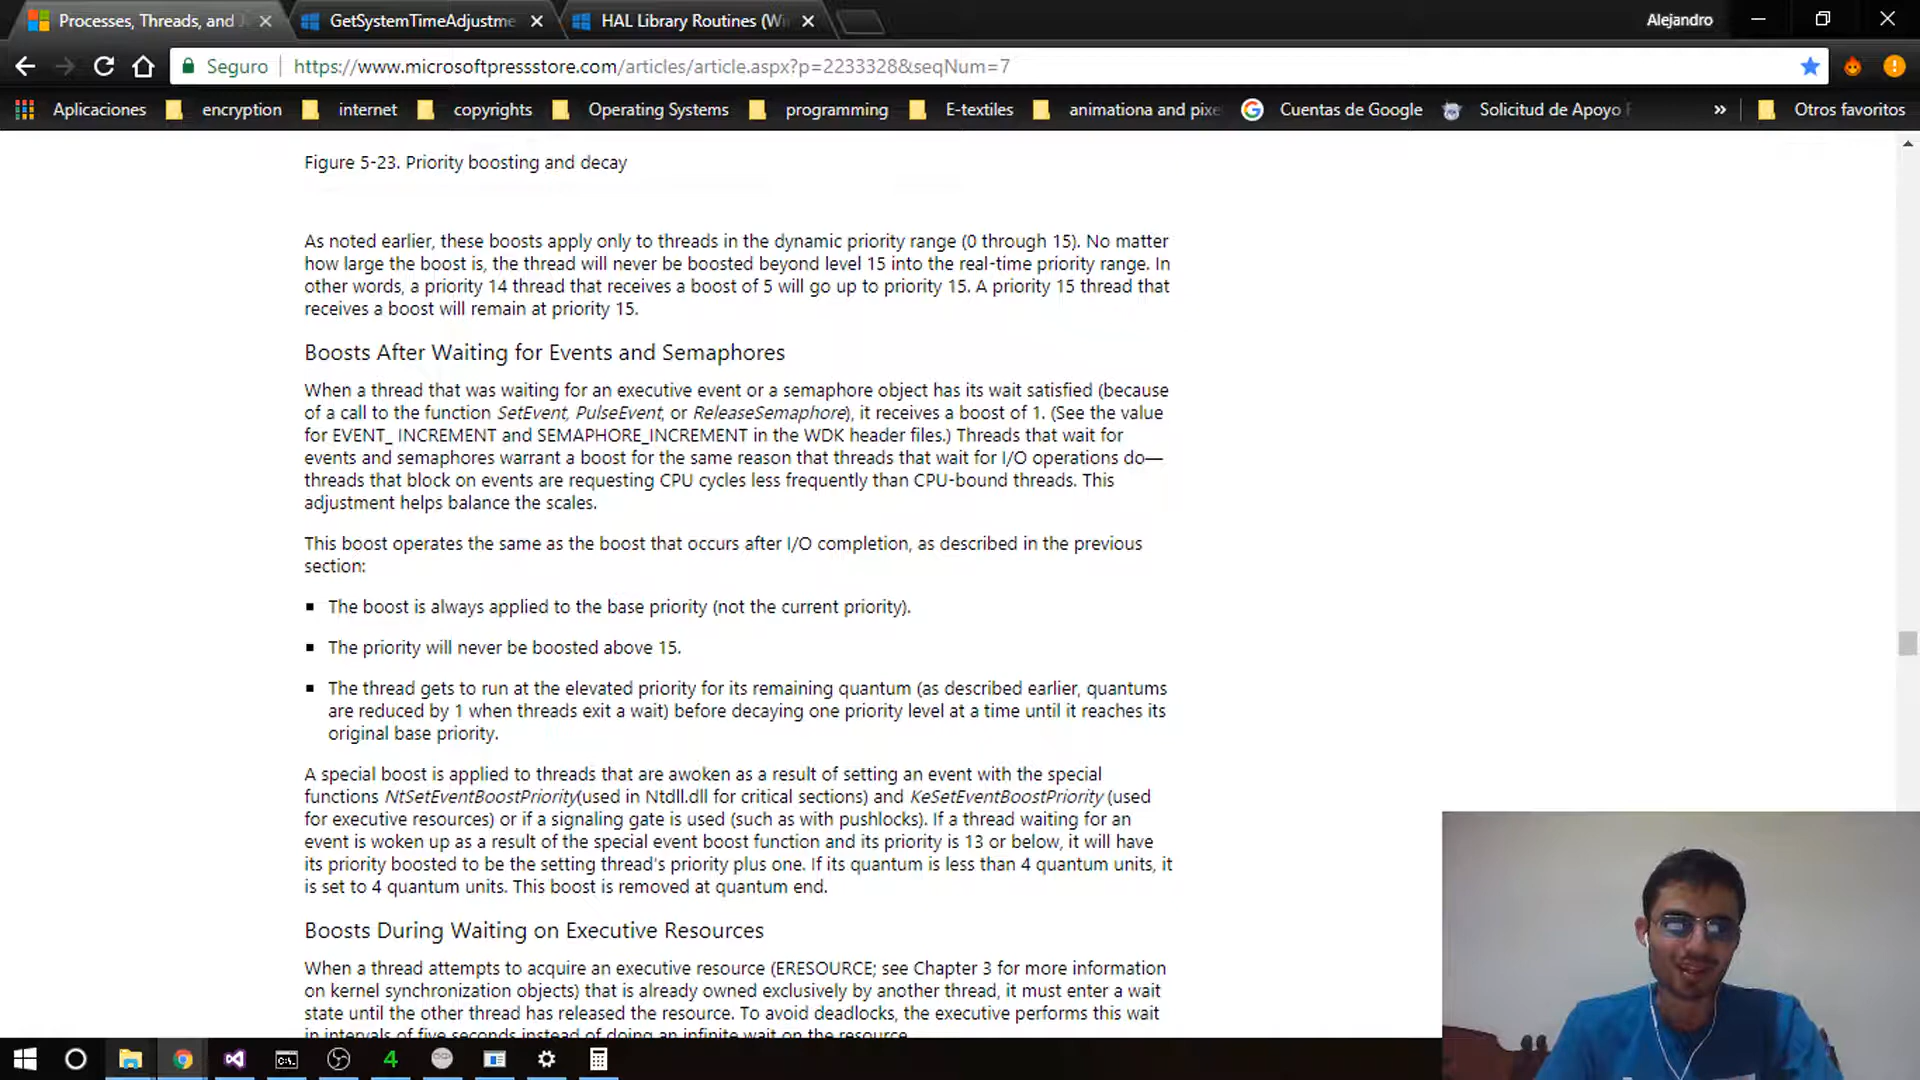 Processes, Threads, and J
GetSystemTimeAdjustme
HAL Library Routines (Wi
Alejandro
Seguro
https://www.microsoftpressstore.com/articles/article.aspx?p=2233328&seqNum=7
Aplicaciones
encryption
internet
copyrights
Operating Systems
programming
E-textiles
animationa and pixe
Cuentas de Google
Solicitud de Apoyo
»
Otros favoritos
Figure 5-23. Priority boosting and decay
As noted earlier, these boosts apply only to threads in the dynamic priority range (0 through 15). No matter
how large the boost is, the thread will never be boosted beyond level 15 into the real-time priority range. In
other words, a priority 14 thread that receives a boost of 5 will go up to priority 15. A priority 15 thread that
receives a boost will remain at priority 15.
Boosts After Waiting for Events and Semaphores
When a thread that was waiting for an executive event or a semaphore object has its wait satisfied (because
of a call to the function SetEvent, PulseEvent, or ReleaseSemaphore), it receives a boost of 1. (See the value
for EVENT_ INCREMENT and SEMAPHORE_INCREMENT in the WDK header files.) Threads that wait for
events and semaphores warrant a boost for the same reason that threads that wait for I/O operations do—
threads that block on events are requesting CPU cycles less frequently than CPU-bound threads. This
adjustment helps balance the scales.
This boost operates the same as the boost that occurs after I/O completion, as described in the previous
section:
■ The boost is always applied to the base priority (not the current priority).
■ The priority will never be boosted above 15.
■ The thread gets to run at the elevated priority for its remaining quantum (as described earlier, quantums
are reduced by 1 when threads exit a wait) before decaying one priority level at a time until it reaches its
original base priority.
A special boost is applied to threads that are awoken as a result of setting an event with the special
functions NtSetEventBoostPriority(used in Ntdll.dll for critical sections) and KeSetEventBoostPriority (used
for executive resources) or if a signaling gate is used (such as with pushlocks). If a thread waiting for an
event is woken up as a result of the special event boost function and its priority is 13 or below, it will have
its priority boosted to be the setting thread's priority plus one. If its quantum is less than 4 quantum units, it
is set to 4 quantum units. This boost is removed at quantum end.
Boosts During Waiting on Executive Resources
When a thread attempts to acquire an executive resource (ERESOURCE; see Chapter 3 for more information
on kernel synchronization objects) that is already owned exclusively by another thread, it must enter a wait
state until the other thread has released the resource. To avoid deadlocks, the executive performs this wait
in intervals of five seconds instead of doing an infinite wait on the resource.
4